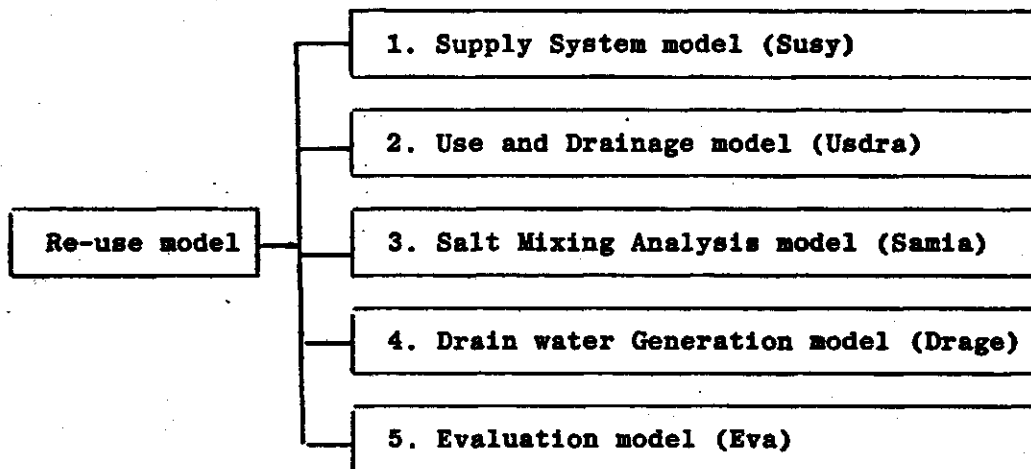 1. Supply System model (Susy)
2. Use and Drainage model (Usdra)
Re-use model
3. Salt Mixing Analysis model (Samia)
4. Drain water Generation model (Drage)
5. Evaluation model (Eva)